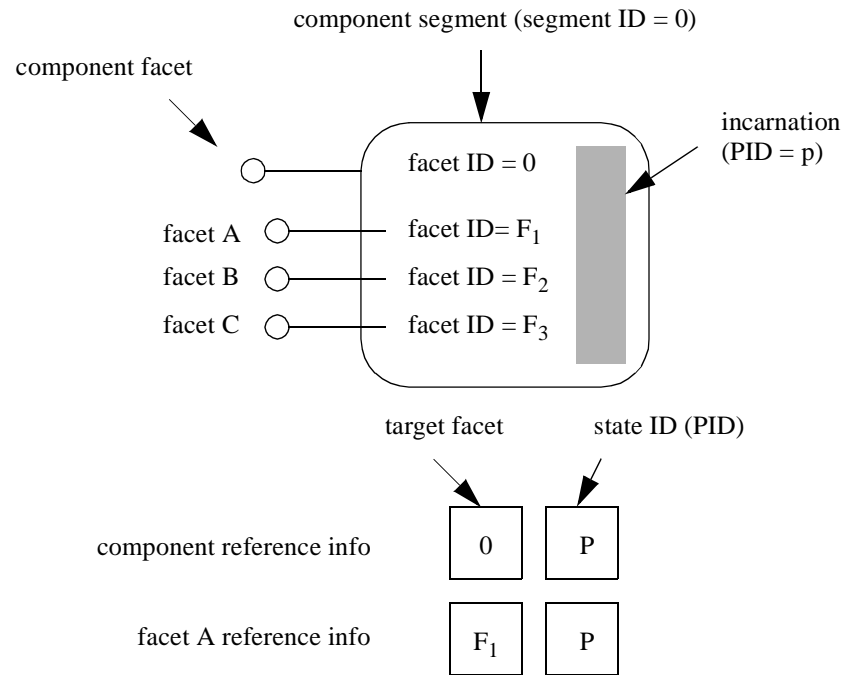 component segment (segment ID = 0)
component facet
incarnation
(PID = p)
facet ID = 0
facet A
facet ID= F1
facet B
facet ID = F2
facet C
facet ID = F3
target facet
state ID (PID)
component reference info
0
P
facet A reference info
F1
P